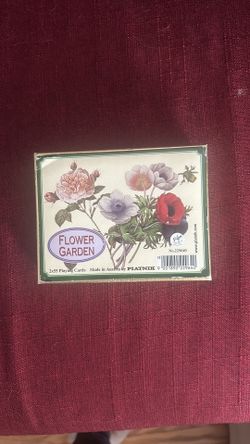 FLOWER
GARDEN
2x55 Playing Cards Made in Austria by PIATNIK